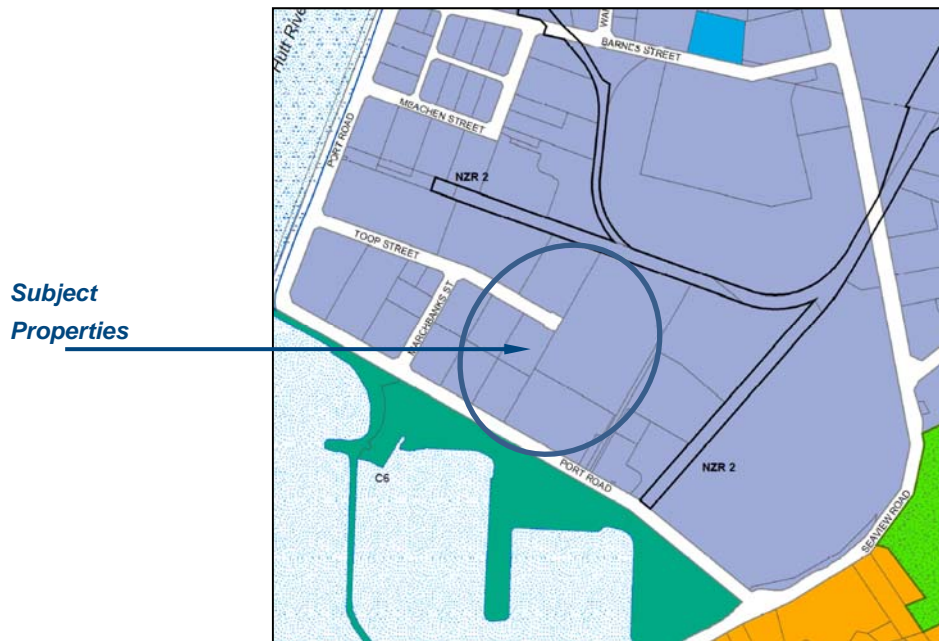 Hutt River
WA
BARNES STREET
MEACHEN STREET
PORT ROAD
NZR 2
TOOP STREET
MARCHBANKS ST
Subject
Properties
PORT ROAD
NZR 2
C6
SEAVIEW ROAD